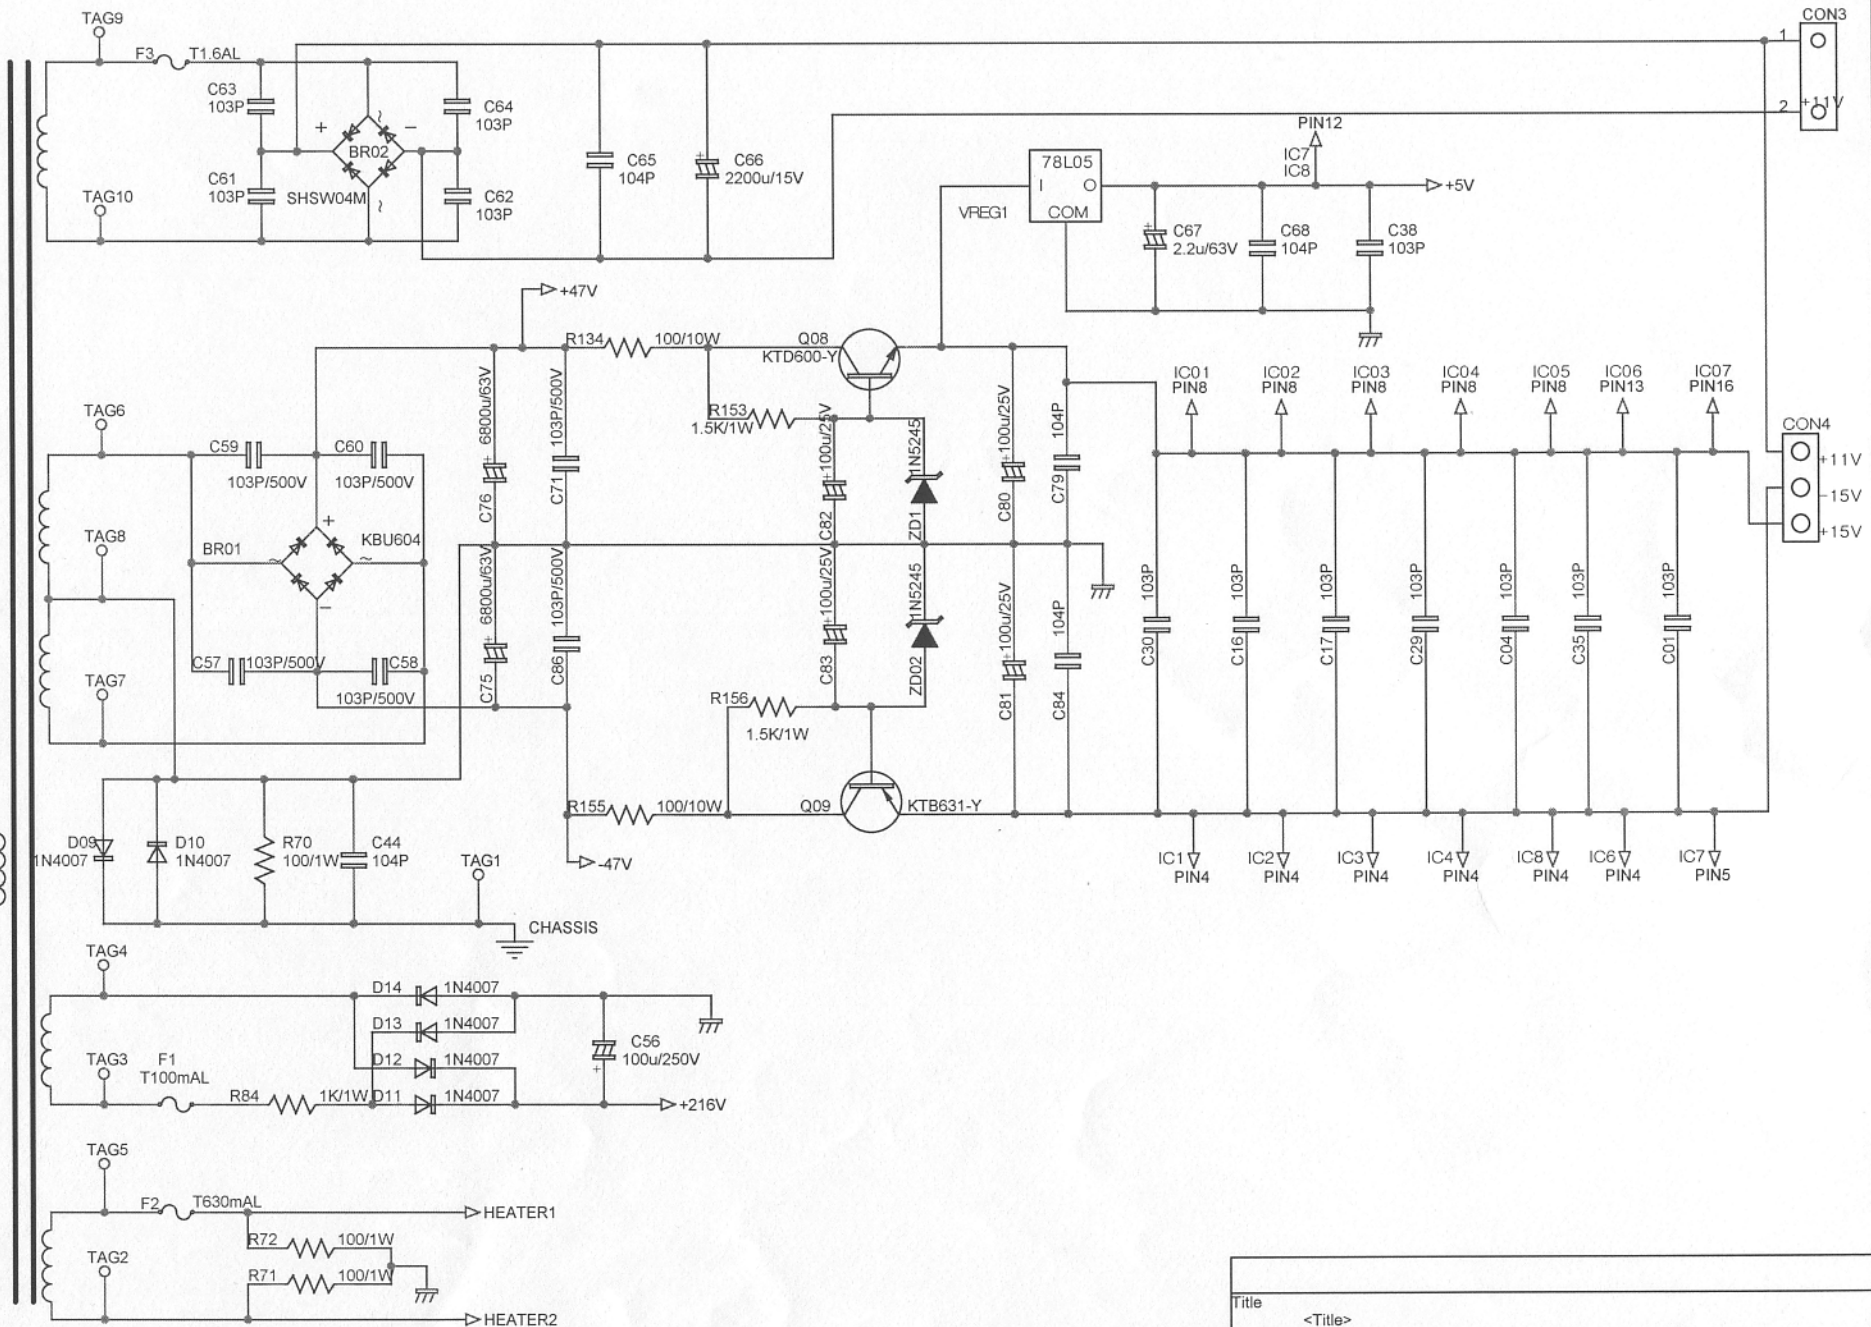 TAG9
CON3
F3
T1.6AL
1
C63
103P
C64
103P
+
~
−
BR02
C65
104P
C66
+
2200u/15V
2
+11V
PIN12
IC7
IC8
78L05
I
O
COM
+5V
VREG1
C61
103P
SHSW04M
~
C62
103P
TAG10
+
C67
2.2u/63V
C68
104P
C38
103P
+47V
R134
100/10W
Q08
KTD600-Y
IC01
PIN8
IC02
PIN8
IC03
PIN8
IC04
PIN8
IC05
PIN8
IC06
PIN13
IC07
PIN16
TAG6
C59
103P/500V
C60
103P/500V
C76
+
6800u/63V
C71
103P/500V
R153
1.5K/1W
C82
+100u/25V
ZD1
1N5245
C80
+100u/25V
C79
104P
CON4
+11V
-15V
+15V
TAG8
BR01
~
+
~
−
KBU604
C57
103P/500V
C58
103P/500V
C75
+
6800u/63V
C86
103P/500V
C83
+100u/25V
ZD02
1N5245
C81
+100u/25V
C84
104P
C30
103P
C16
103P
C17
103P
C29
103P
C04
103P
C35
103P
C01
103P
TAG7
R156
1.5K/1W
R155
100/10W
Q09
KTB631-Y
-47V
D09
1N4007
D10
1N4007
R70
100/1W
C44
104P
TAG1
CHASSIS
IC1
PIN4
IC2
PIN4
IC3
PIN4
IC4
PIN4
IC8
PIN4
IC6
PIN4
IC7
PIN5
TAG4
D14
1N4007
D13
1N4007
D12
1N4007
D11
1N4007
C56
100u/250V
+
TAG3
F1
T100mAL
R84
1K/1W
+216V
TAG5
F2
T630mAL
HEATER1
R72
100/1W
TAG2
R71
100/1W
HEATER2
Title
<Title>